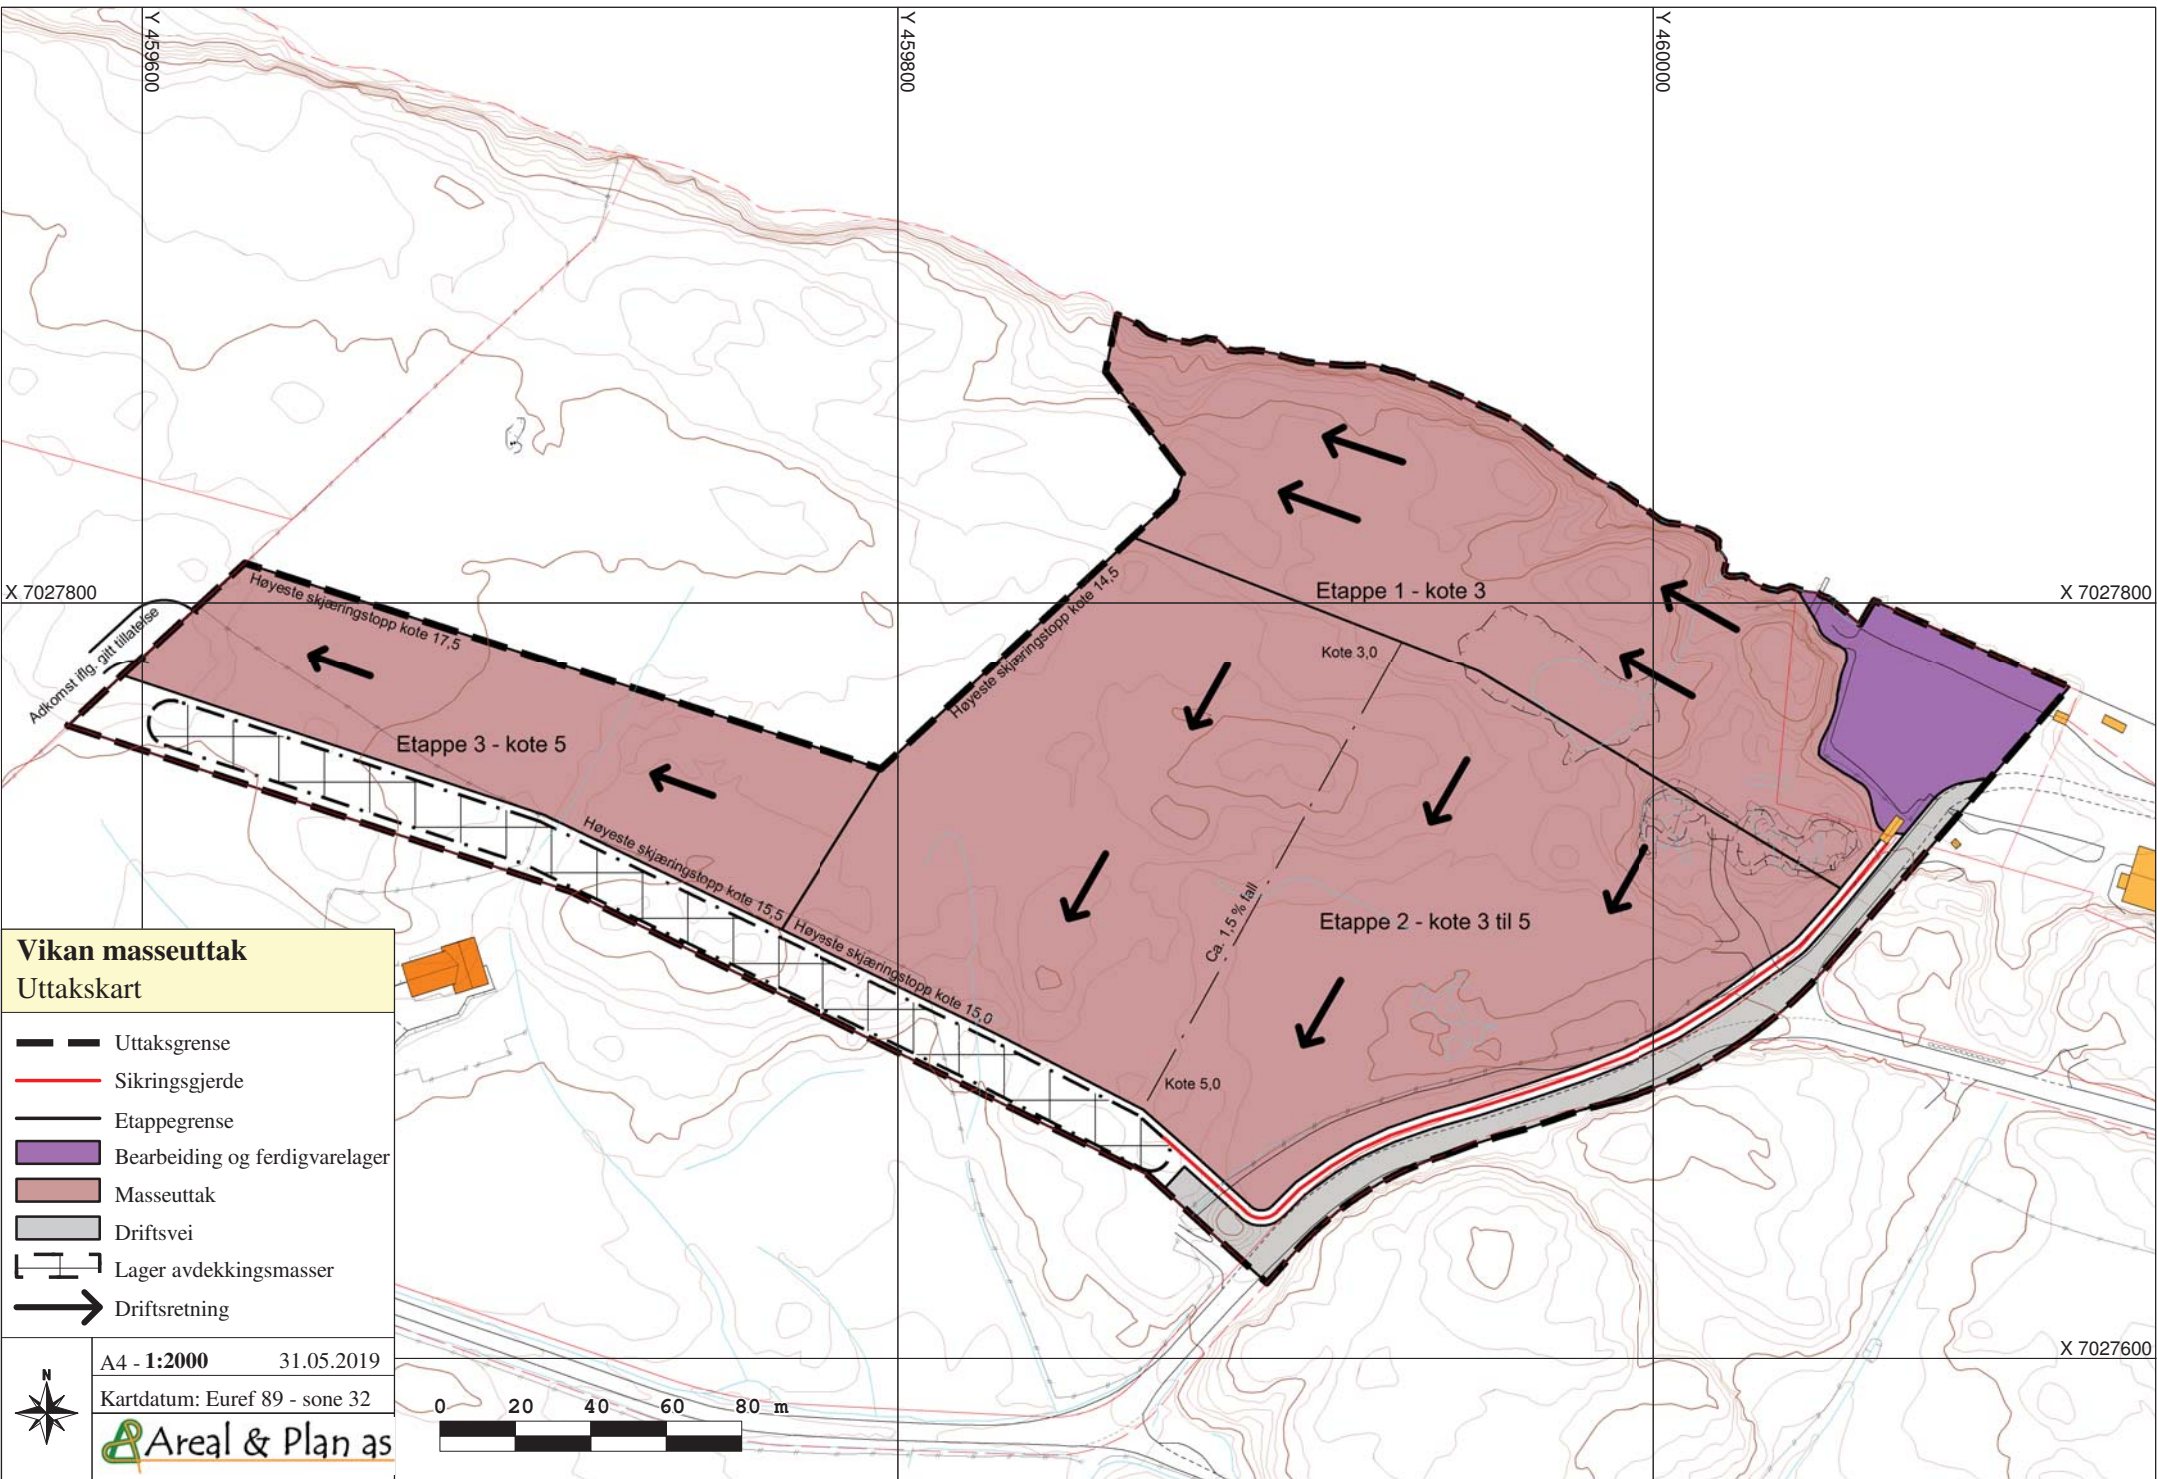 Y 459600
Y 459800
Y 460000
X 7027800
X 7027800
Høyeste skjæringstopp kote 17,5
Adkomst iflg. gitt tillatelse
Høyeste skjæringstopp kote 14,5
Etappe 1 - kote 3
Kote 3,0
Etappe 3 - kote 5
Høyeste skjæringstopp kote 15,5
Ca. 1,5 % fall
Etappe 2 - kote 3 til 5
Høyeste skjæringstopp kote 15,0
Kote 5,0
Vikan masseuttak
Uttakskart
Uttaksgrense
Sikringsgjerde
Etappegrense
Bearbeiding og ferdigvarelager
Masseuttak
Driftsvei
Lager avdekkingsmasser
Driftsretning
X 7027600
N
A4 - 1:2000 31.05.2019
Kartdatum: Euref 89 - sone 32
Areal & Plan as
0 20 40 60 80 m